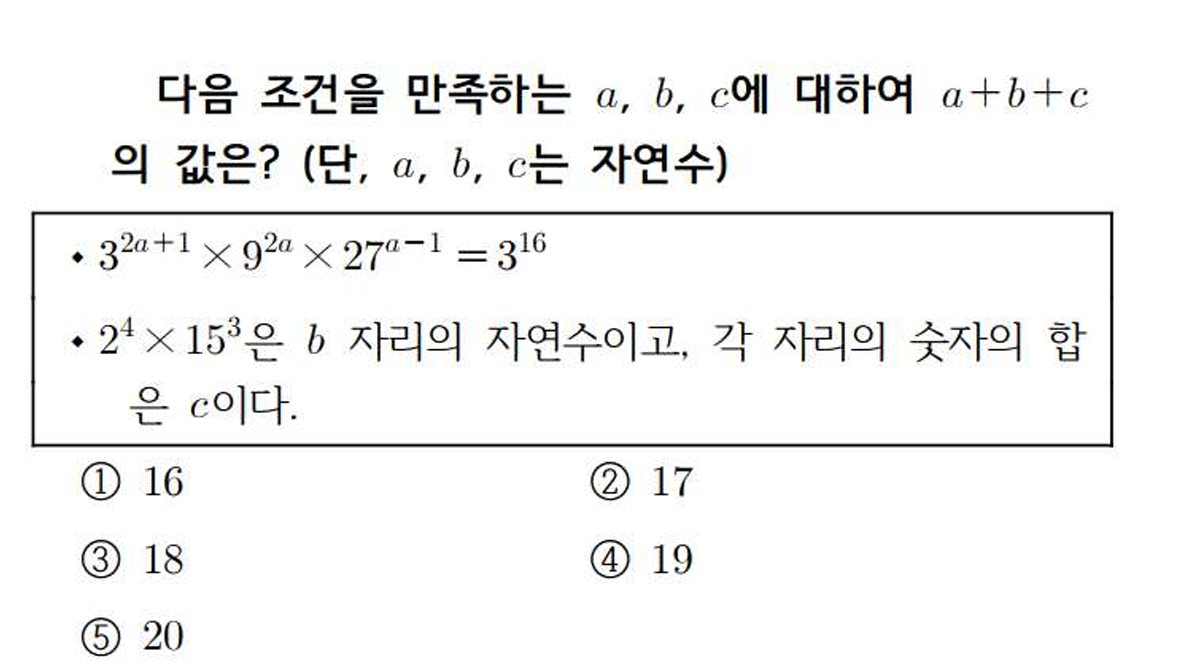 다음 조건을 만족하는 a, b, c에 대하여 a+b+c
의 값은? (단, a, b, c는 자연수)
• 3^{2a+1} × 9^{2a} × 27^{a-1} = 3^{16}
• 2^4 × 15^3은 b 자리의 자연수이고, 각 자리의 숫자의 합
은 c이다.
① 16 ② 17
③ 18 ④ 19
⑤ 20